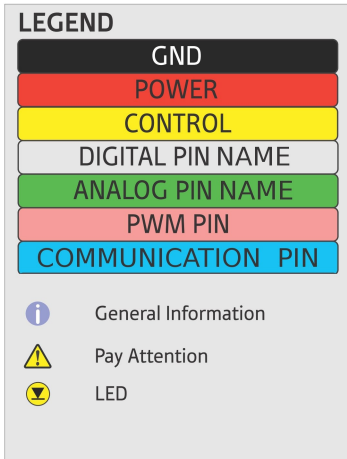 LEGEND
GND
POWER
CONTROL
DIGITAL PIN NAME
ANALOG PIN NAME
PWM PIN
COMMUNICATION PIN
i General Information
! Pay Attention
LED